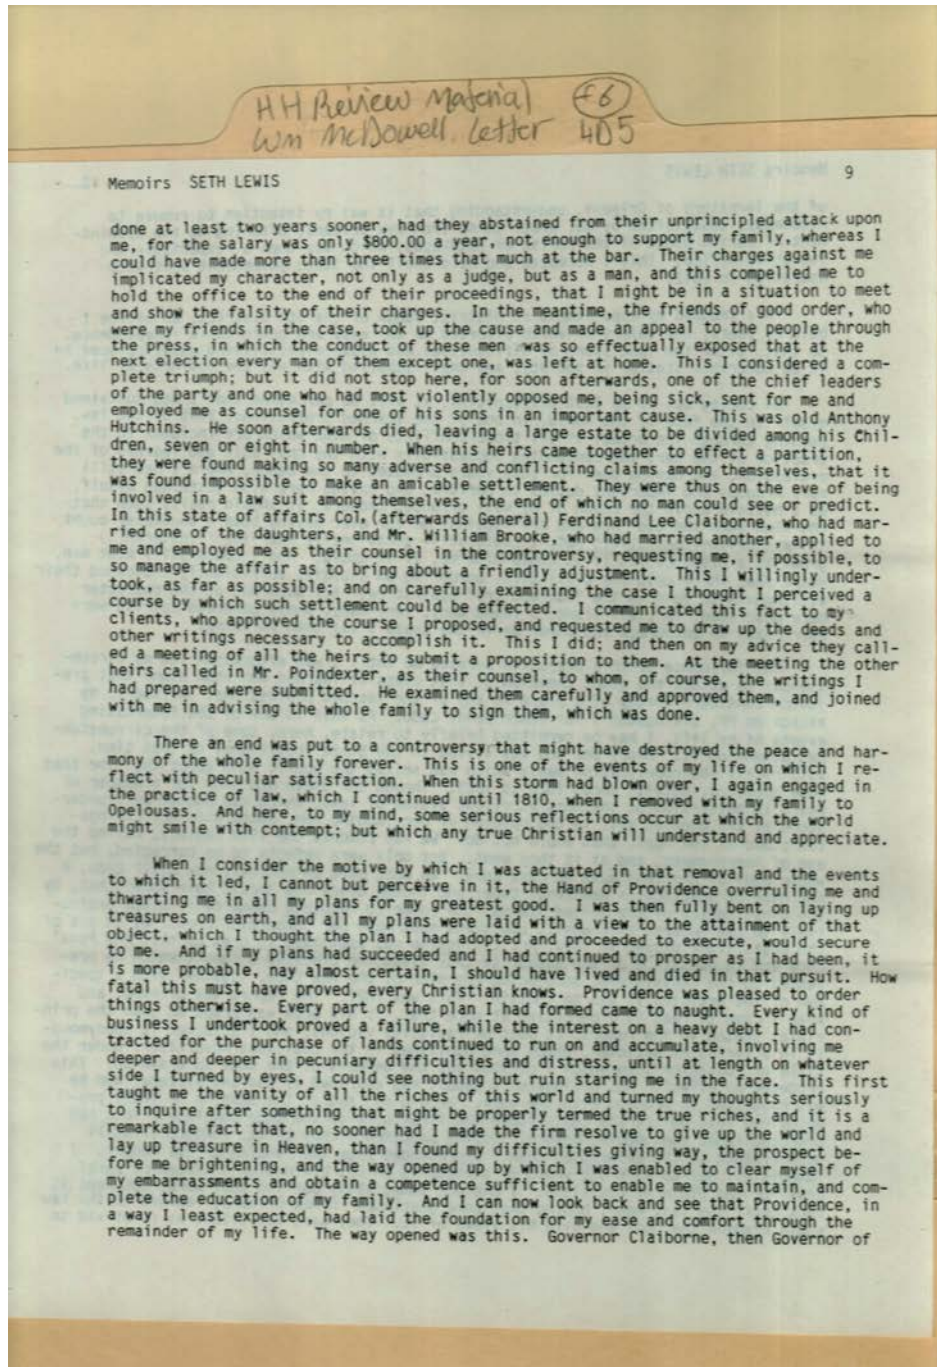 HH Review Material f6
Wm McDowell. Letter 4D5
Memoirs SETH LEWIS 9
done at least two years sooner, had they abstained from their unprincipled attack upon
me, for the salary was only $800.00 a year, not enough to support my family, whereas I
could have made more than three times that much at the bar. Their charges against me
implicated my character, not only as a judge, but as a man, and this compelled me to
hold the office to the end of their proceedings, that I might be in a situation to meet
and show the falsity of their charges. In the meantime, the friends of good order, who
were my friends in the case, took up the cause and made an appeal to the people through
the press, in which the conduct of these men was so effectually exposed that at the
next election every man of them except one, was left at home. This I considered a com-
plete triumph; but it did not stop here, for soon afterwards, one of the chief leaders
of the party and one who had most violently opposed me, being sick, sent for me and
employed me as counsel for one of his sons in an important cause. This was old Anthony
Hutchins. He soon afterwards died, leaving a large estate to be divided among his Chil-
dren, seven or eight in number. When his heirs came together to effect a partition,
they were found making so many adverse and conflicting claims among themselves, that it
was found impossible to make an amicable settlement. They were thus on the eve of being
involved in a law suit among themselves, the end of which no man could see or predict.
In this state of affairs Col. (afterwards General) Ferdinand Lee Claiborne, who had mar-
ried one of the daughters, and Mr. William Brooke, who had married another, applied to
me and employed me as their counsel in the controversy, requesting me, if possible, to
so manage the affair as to bring about a friendly adjustment. This I willingly under-
took, as far as possible; and on carefully examining the case I thought I perceived a
course by which such settlement could be effected. I communicated this fact to my
clients, who approved the course I proposed, and requested me to draw up the deeds and
other writings necessary to accomplish it. This I did; and then on my advice they call-
ed a meeting of all the heirs to submit a proposition to them. At the meeting the other
heirs called in Mr. Poindexter, as their counsel, to whom, of course, the writings I
had prepared were submitted. He examined them carefully and approved them, and joined
with me in advising the whole family to sign them, which was done.
There an end was put to a controversy that might have destroyed the peace and har-
mony of the whole family forever. This is one of the events of my life on which I re-
flect with peculiar satisfaction. When this storm had blown over, I again engaged in
the practice of law, which I continued until 1810, when I removed with my family to
Opelousas. And here, to my mind, some serious reflections occur at which the world
might smile with contempt; but which any true Christian will understand and appreciate.
When I consider the motive by which I was actuated in that removal and the events
to which it led, I cannot but perceive in it, the Hand of Providence overruling me and
thwarting me in all my plans for my greatest good. I was then fully bent on laying up
treasures on earth, and all my plans were laid with a view to the attainment of that
object, which I thought the plan I had adopted and proceeded to execute, would secure
to me. And if my plans had succeeded and I had continued to prosper as I had been, it
is more probable, nay almost certain, I should have lived and died in that pursuit. How
fatal this must have proved, every Christian knows. Providence was pleased to order
things otherwise. Every part of the plan I had formed came to naught. Every kind of
business I undertook proved a failure, while the interest on a heavy debt I had con-
tracted for the purchase of lands continued to run on and accumulate, involving me
deeper and deeper in pecuniary difficulties and distress, until at length on whatever
side I turned by eyes, I could see nothing but ruin staring me in the face. This first
taught me the vanity of all the riches of this world and turned my thoughts seriously
to inquire after something that might be properly termed the true riches, and it is a
remarkable fact that, no sooner had I made the firm resolve to give up the world and
lay up treasure in Heaven, than I found my difficulties giving way, the prospect be-
fore me brightening, and the way opened up by which I was enabled to clear myself of
my embarrassments and obtain a competence sufficient to enable me to maintain, and com-
plete the education of my family. And I can now look back and see that Providence, in
a way I least expected, had laid the foundation for my ease and comfort through the
remainder of my life. The way opened was this. Governor Claiborne, then Governor of